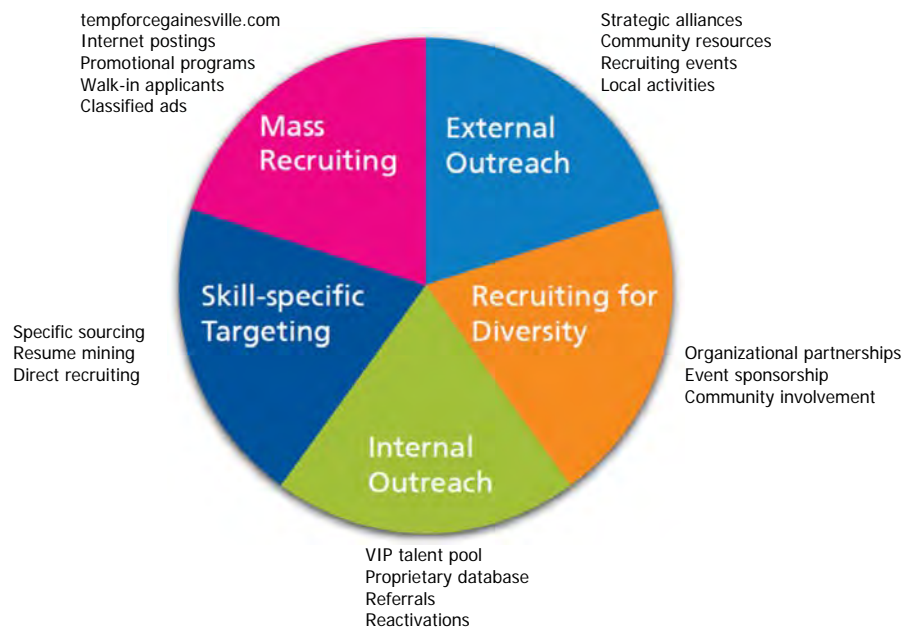 tempforcegainesville.com
Internet postings
Promotional programs
Walk-in applicants
Classified ads
Strategic alliances
Community resources
Recruiting events
Local activities
Mass
Recruiting
External
Outreach
Skill-specific
Targeting
Recruiting for
Diversity
Specific sourcing
Resume mining
Direct recruiting
Organizational partnerships
Event sponsorship
Community involvement
Internal
Outreach
VIP talent pool
Proprietary database
Referrals
Reactivations